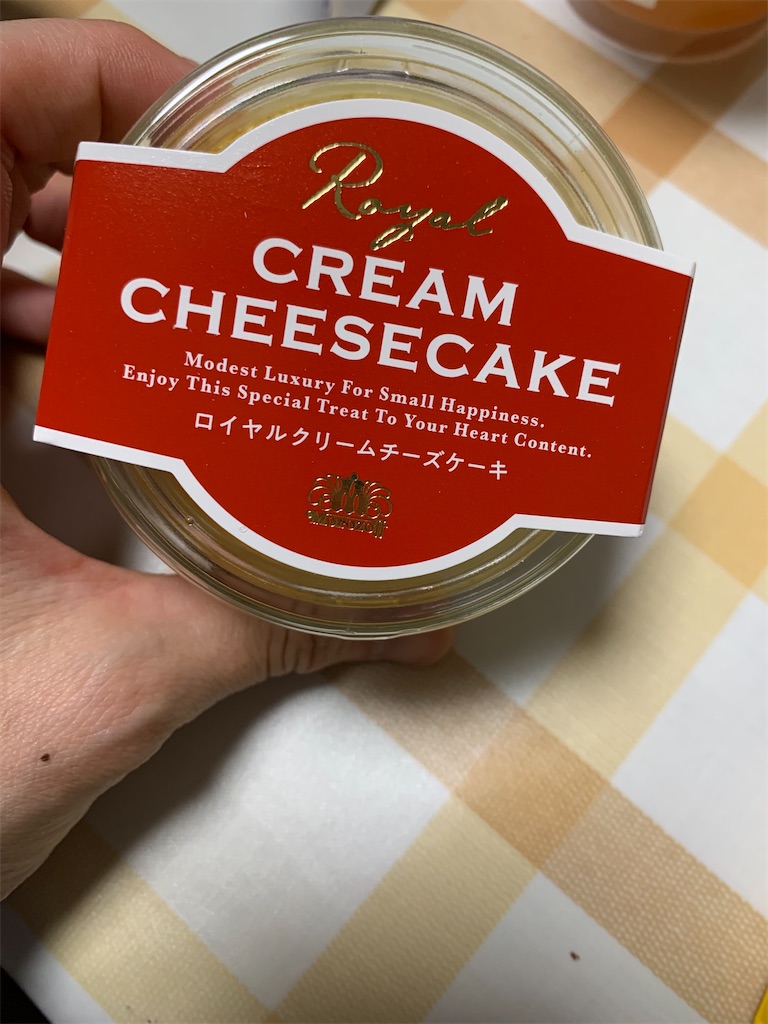 Royal
CREAM
CHEESECAKE
Modest Luxury For Small Happiness.
Enjoy This Special Treat To Your Heart Content.
ロイヤルクリームチーズケーキ
Morozoff